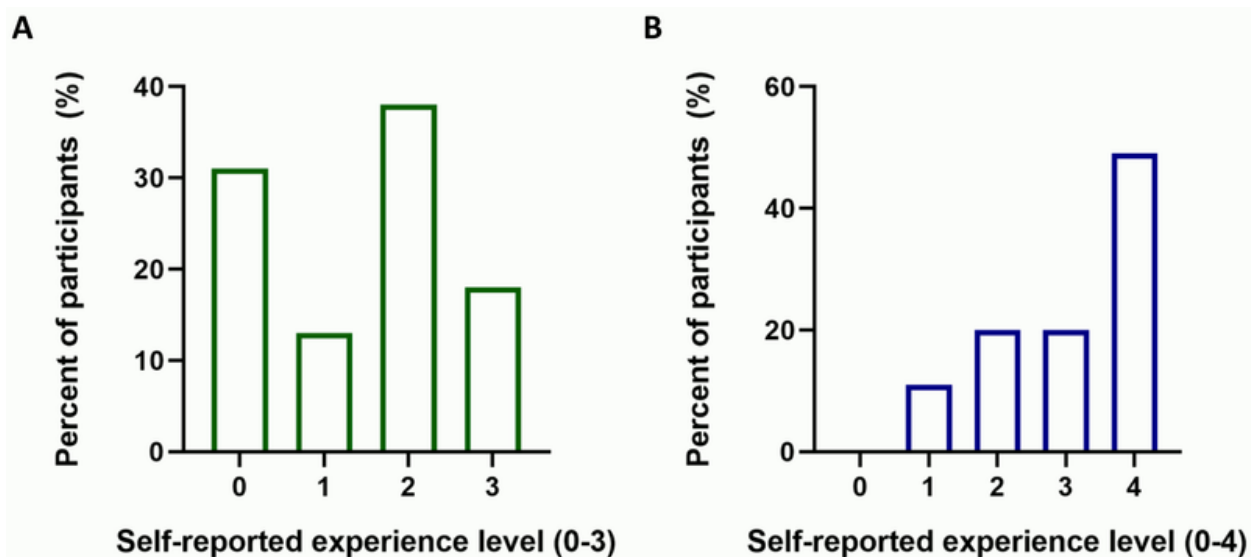 A
Percent of participants (%)
40
30
20
10
0
0 1 2 3
Self-reported experience level (0-3)
B
Percent of participants (%)
60
40
20
0
0 1 2 3 4
Self-reported experience level (0-4)